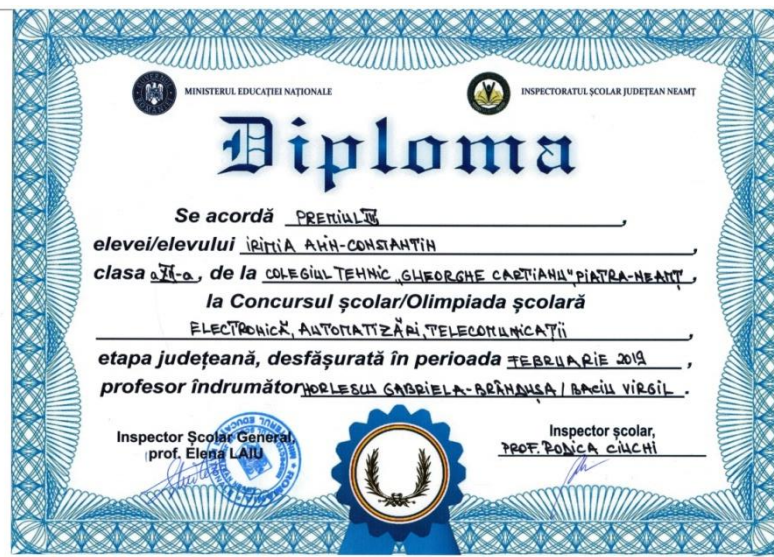 MINISTERUL EDUCAȚIEI NAȚIONALE
INSPECTORATUL ȘCOLAR JUDEȚEAN NEAMȚ
Diploma
Se acordă PREMIUL
elevei/elevului IRIMIA -CONSTANTIN
clasa a XII-a, de la COLEGIUL TEHNIC „GHEORGHE CARTIANU" PIATRA-NEAMȚ,
la Concursul școlar/Olimpiada școlară
ELECTRONICĂ, AUTOMATIZĂRI, TELECOMUNICAȚII
etapa județeană, desfășurată în perioada FEBRUARIE 2019,
profesor îndrumător HORLESCU GABRIELA-BRÂNDUȘA / BACIU VIRGIL.
Inspector Școlar General,
prof. Elena LAIU
Inspector școlar,
PROF. RODICA CIUCHI